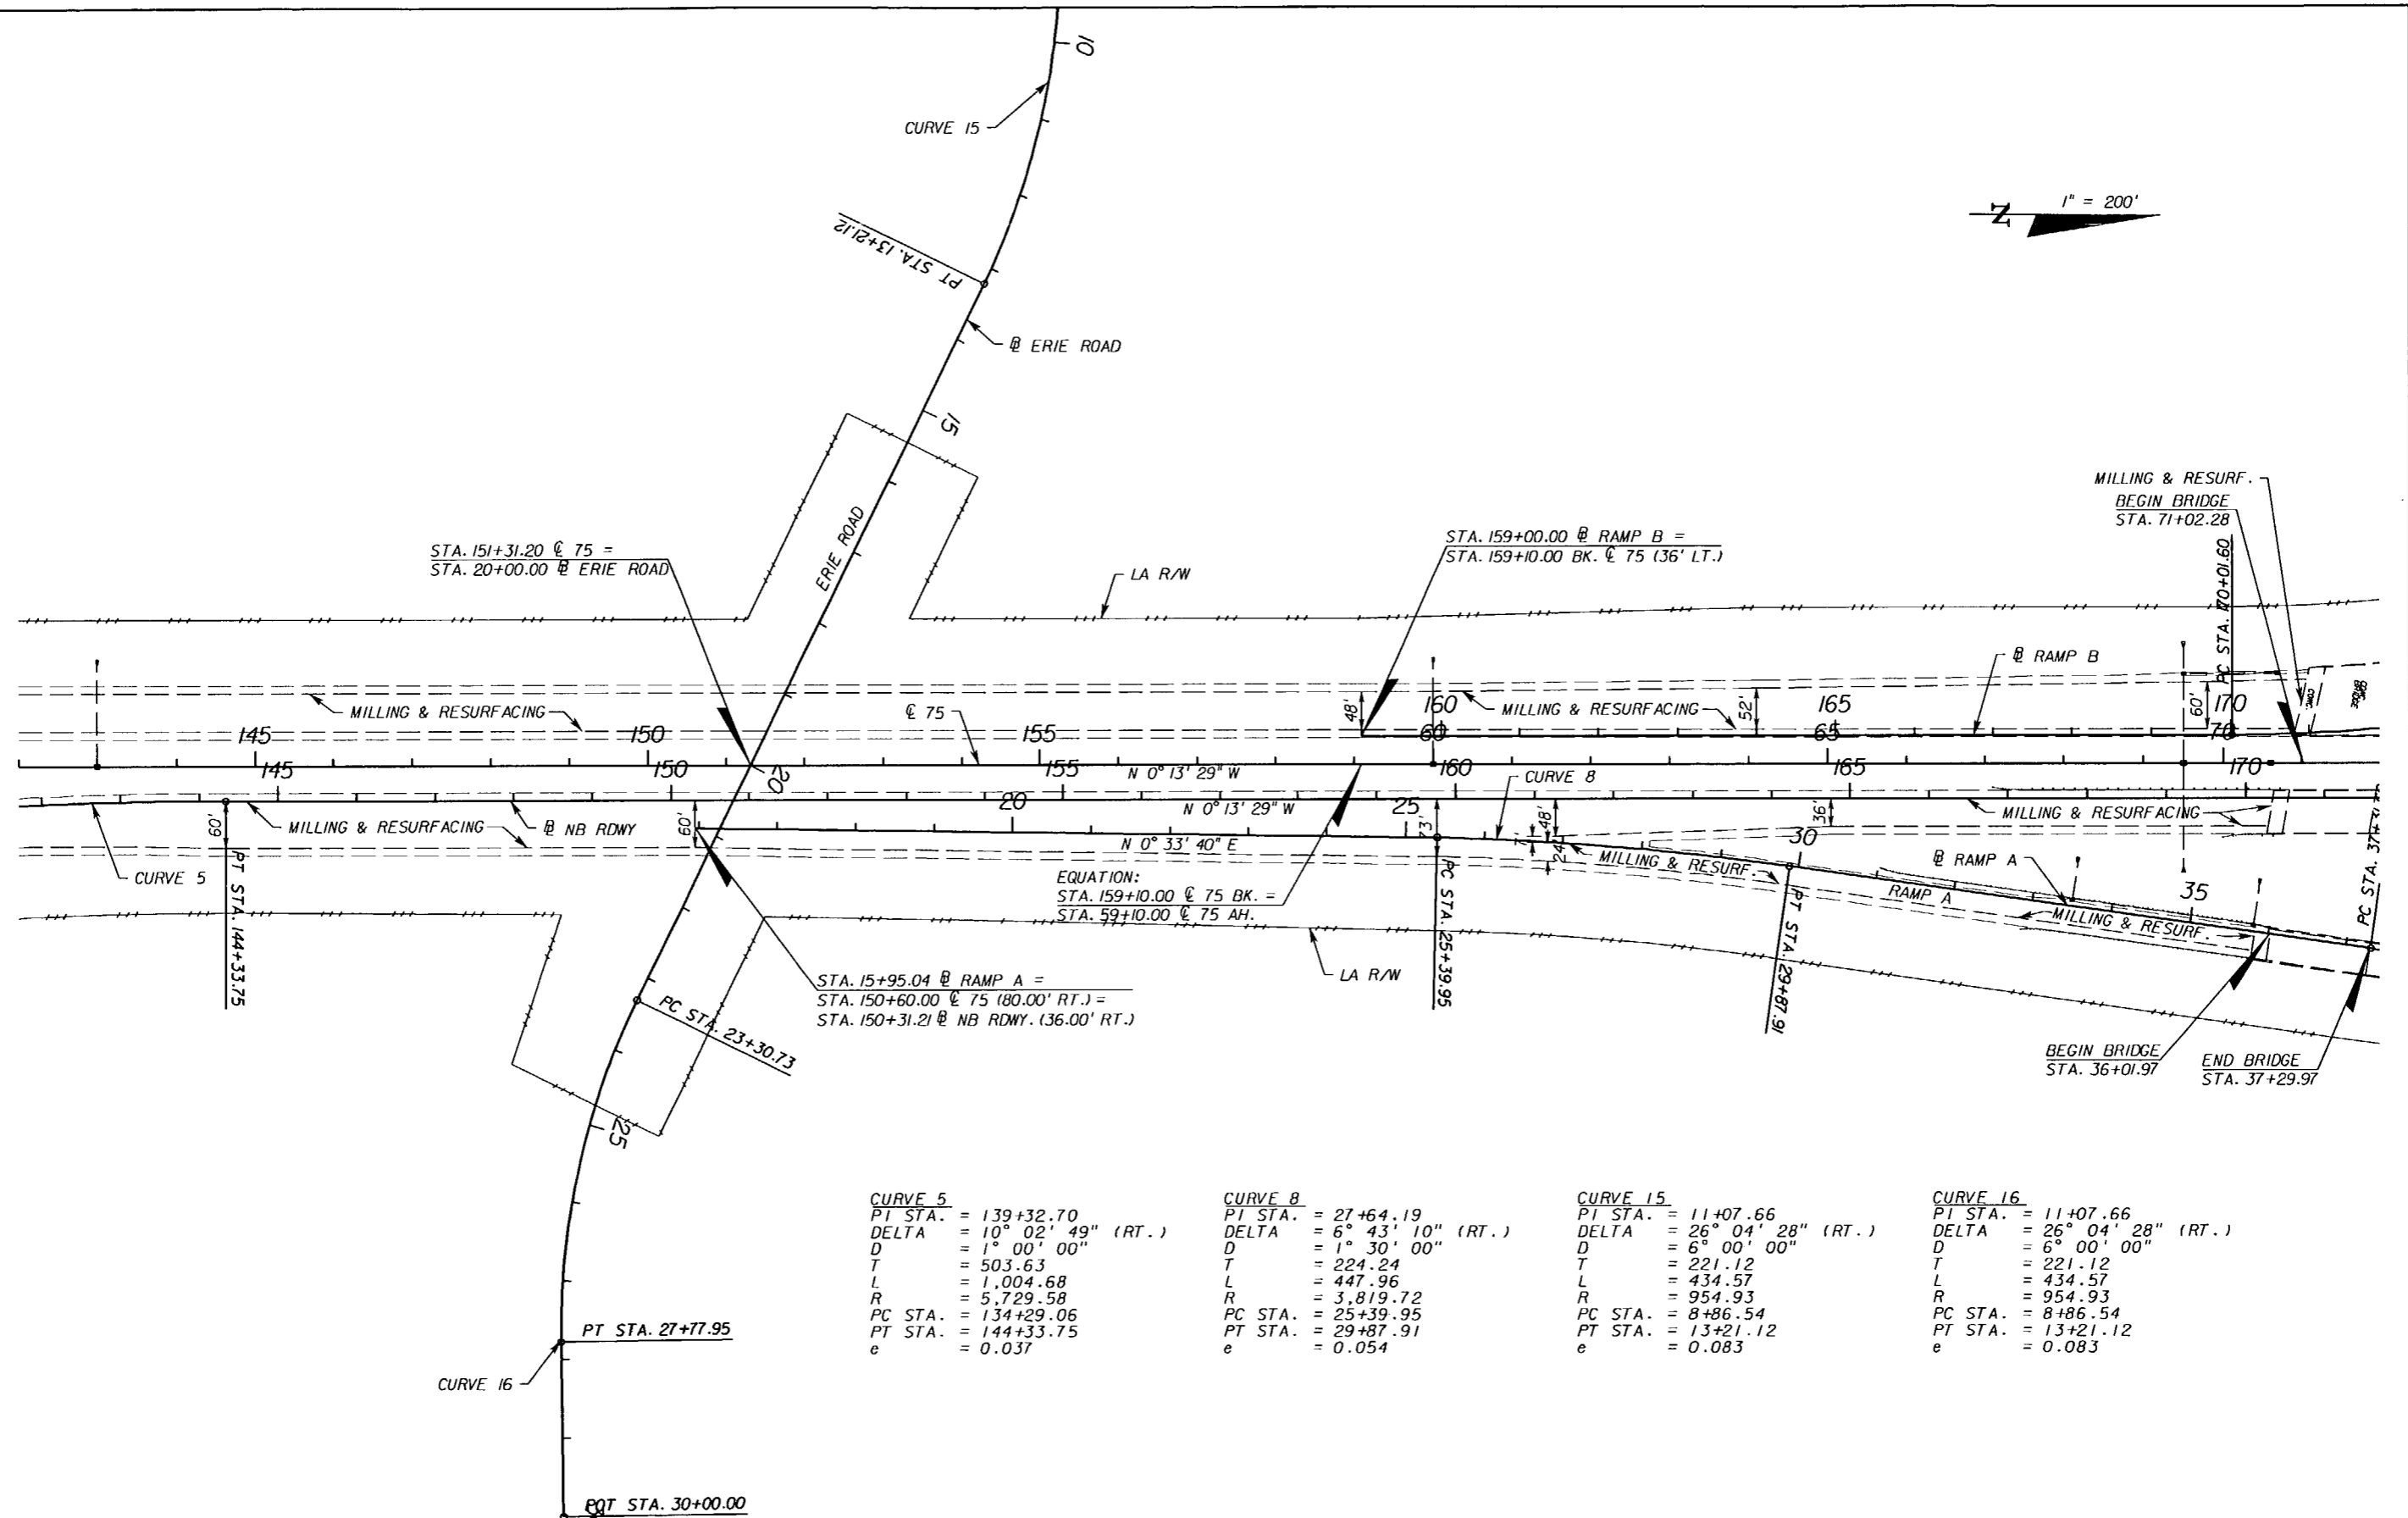 10
CURVE 15
1" = 200'
N
PT STA. 13+21.12
℄ ERIE ROAD
15
MILLING & RESURF.
BEGIN BRIDGE
STA. 71+02.28
ERIE ROAD
STA. 151+31.20 ℄ 75 =
STA. 20+00.00 ℄ ERIE ROAD
STA. 159+00.00 ℄ RAMP B =
STA. 159+10.00 BK. ℄ 75 (36' LT.)
LA R/W
PC STA. 170+01.60
℄ RAMP B
MILLING & RESURFACING
℄ 75
48'
160
MILLING & RESURFACING
52'
165
60'
170
145
150
155
60
65
70
145
150
20
155
N 0° 13' 29" W
160
CURVE 8
165
170
60'
MILLING & RESURFACING
℄ NB RDWY
60'
20
N 0° 13' 29" W
25
48'
36'
MILLING & RESURFACING
CURVE 5
PT STA. 144+33.75
N 0° 33' 40" E
7'
24'
MILLING & RESURF.
30
℄ RAMP A
RAMP A
35
MILLING & RESURF.
EQUATION:
STA. 159+10.00 ℄ 75 BK. =
STA. 59+10.00 ℄ 75 AH.
PC STA. 25+39.95
PT STA. 29+87.91
LA R/W
STA. 15+95.04 ℄ RAMP A =
STA. 150+60.00 ℄ 75 (80.00' RT.) =
STA. 150+31.21 ℄ NB RDWY. (36.00' RT.)
PC STA. 23+30.73
BEGIN BRIDGE
STA. 36+01.97
END BRIDGE
STA. 37+29.97
25
CURVE 5
PI STA. = 139+32.70
DELTA = 10° 02' 49" (RT.)
D = 1° 00' 00"
T = 503.63
L = 1,004.68
R = 5,729.58
PC STA. = 134+29.06
PT STA. = 144+33.75
e = 0.037
CURVE 8
PI STA. = 27+64.19
DELTA = 6° 43' 10" (RT.)
D = 1° 30' 00"
T = 224.24
L = 447.96
R = 3,819.72
PC STA. = 25+39.95
PT STA. = 29+87.91
e = 0.054
CURVE 15
PI STA. = 11+07.66
DELTA = 26° 04' 28" (RT.)
D = 6° 00' 00"
T = 221.12
L = 434.57
R = 954.93
PC STA. = 8+86.54
PT STA. = 13+21.12
e = 0.083
CURVE 16
PI STA. = 11+07.66
DELTA = 26° 04' 28" (RT.)
D = 6° 00' 00"
T = 221.12
L = 434.57
R = 954.93
PC STA. = 8+86.54
PT STA. = 13+21.12
e = 0.083
PT STA. 27+77.95
CURVE 16
POT STA. 30+00.00